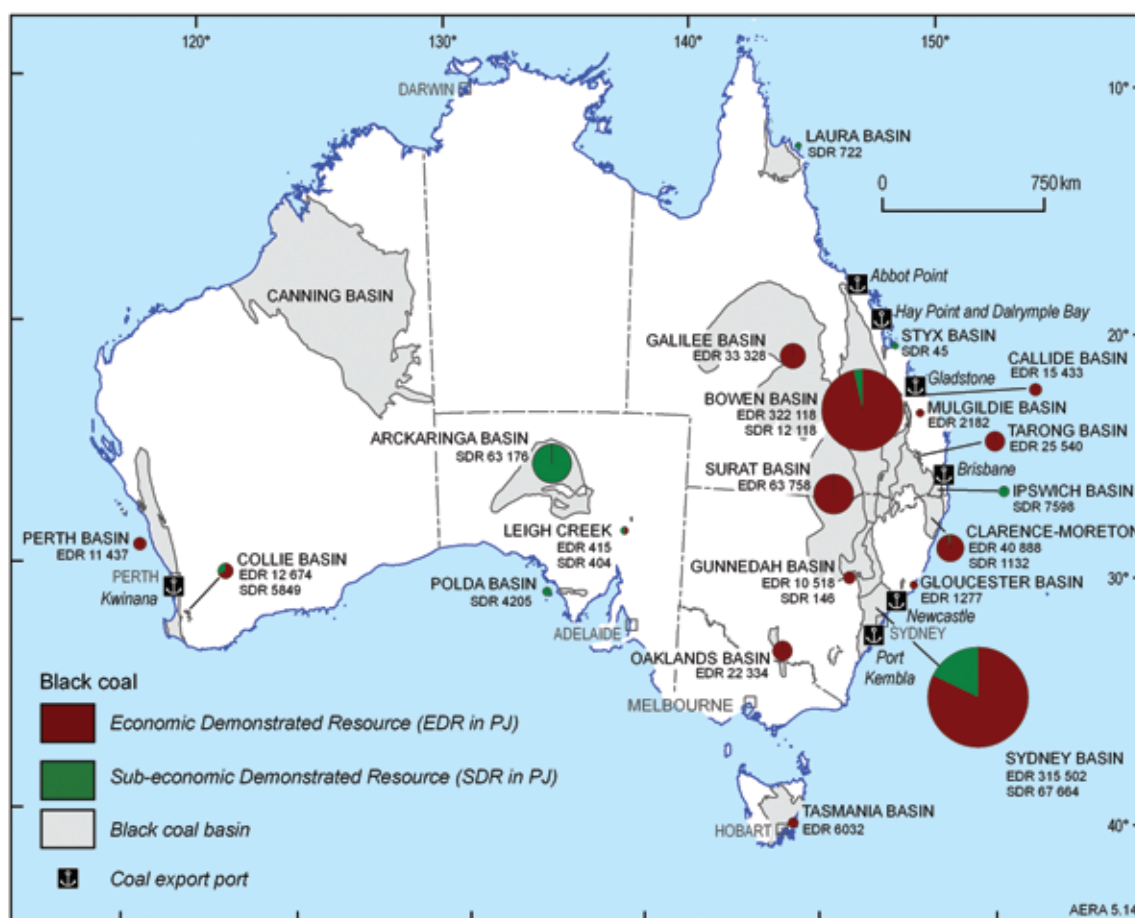 120°
130°
140°
150°
DARWIN
10°
LAURA BASIN
SDR 722
0
750 km
Abbot Point
CANNING BASIN
Hay Point and Dalrymple Bay
GALILEE BASIN
EDR 33 328
STYX BASIN
SDR 45
20°
CALLIDE BASIN
EDR 15 433
Gladstone
BOWEN BASIN
EDR 322 118
SDR 12 118
MULGILDIE BASIN
EDR 2182
TARONG BASIN
EDR 25 540
ARCKARINGA BASIN
SDR 63 176
Brisbane
SURAT BASIN
EDR 63 758
IPSWICH BASIN
SDR 7598
LEIGH CREEK
EDR 415
SDR 404
CLARENCE-MORETON
EDR 40 888
SDR 1132
PERTH BASIN
EDR 11 437
COLLIE BASIN
EDR 12 674
SDR 5849
GUNNEDAH BASIN
EDR 10 518
SDR 146
30°
PERTH
Kwinana
POLDA BASIN
SDR 4205
GLOUCESTER BASIN
EDR 1277
Newcastle
ADELAIDE
SYDNEY
OAKLANDS BASIN
EDR 22 334
Port
Kembla
MELBOURNE
SYDNEY BASIN
EDR 315 502
SDR 67 664
TASMANIA BASIN
EDR 6032
HOBART
40°
Black coal
Economic Demonstrated Resource (EDR in PJ)
Sub-economic Demonstrated Resource (SDR in PJ)
Black coal basin
Coal export port
AERA 5.14